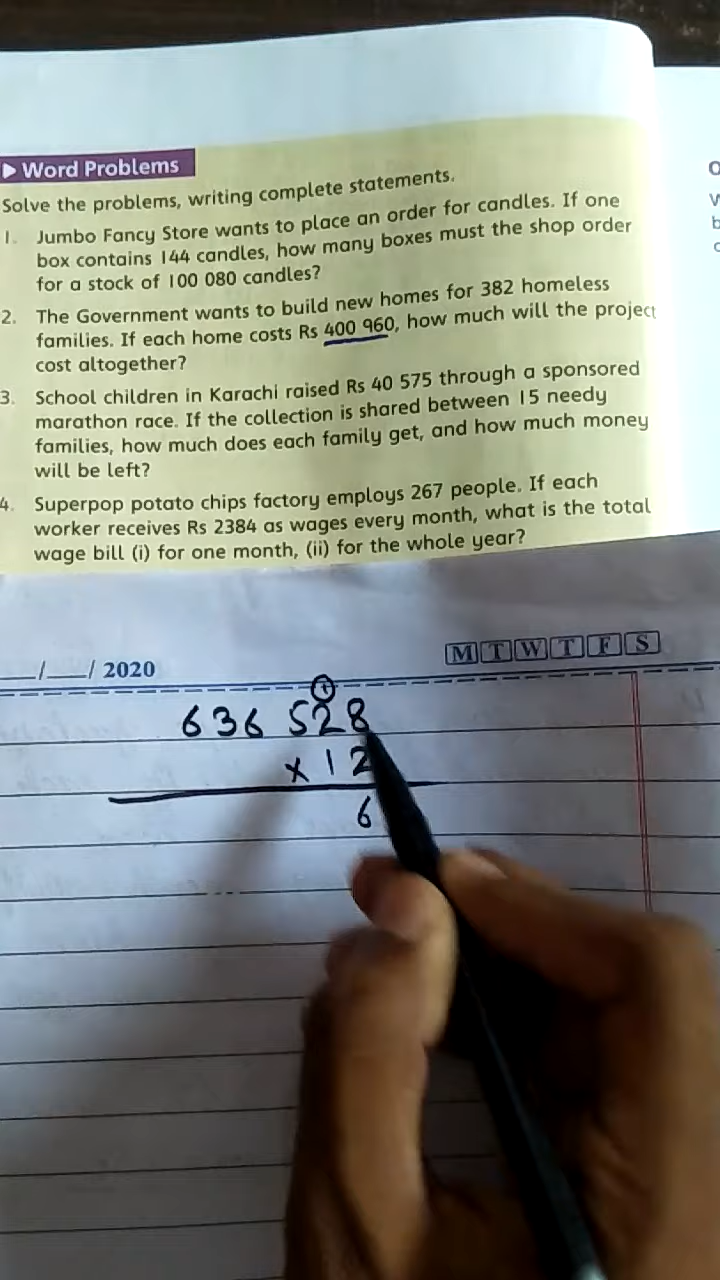 ▶ Word Problems
Solve the problems, writing complete statements.
1. Jumbo Fancy Store wants to place an order for candles. If one
box contains 144 candles, how many boxes must the shop order
for a stock of 100 080 candles?
2. The Government wants to build new homes for 382 homeless
families. If each home costs Rs 400 960, how much will the project
cost altogether?
3. School children in Karachi raised Rs 40 575 through a sponsored
marathon race. If the collection is shared between 15 needy
families, how much does each family get, and how much money
will be left?
4. Superpop potato chips factory employs 267 people. If each
worker receives Rs 2384 as wages every month, what is the total
wage bill (i) for one month, (ii) for the whole year?
__/__/ 2020
M T W T F S
636 528
× 12
6